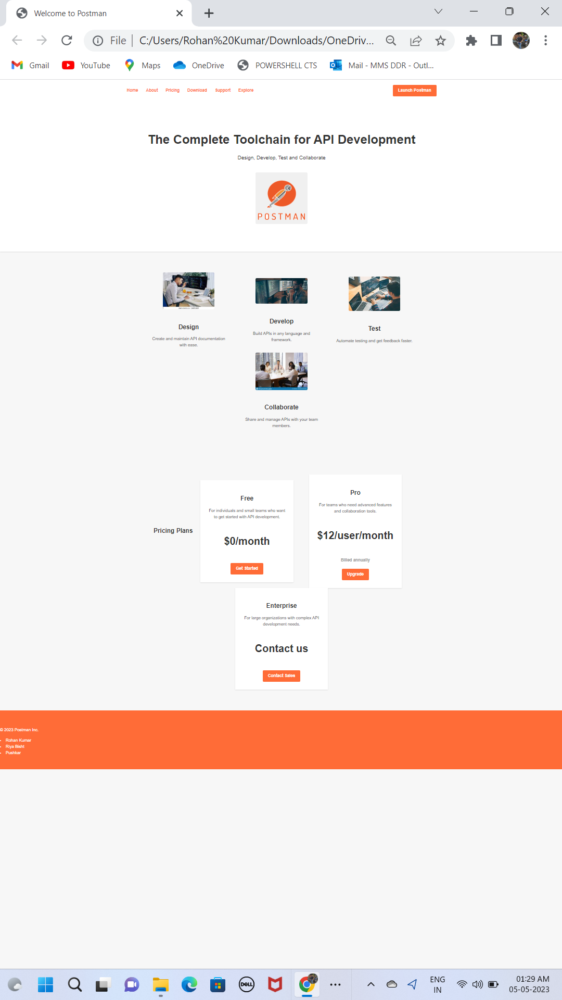 Welcome to Postman
File
C:/Users/Rohan%20Kumar/Downloads/OneDriv...
Gmail
YouTube
Maps
OneDrive
POWERSHELL CTS
Mail - MMS DDR - Outl...
Home About Pricing Download Support Explore
Launch Postman
The Complete Toolchain for API Development
Design, Develop, Test and Collaborate
POSTMAN
Design
Create and maintain API documentation
with ease.
Develop
Build APIs in any language and
framework.
Test
Automate testing and get feedback faster.
Collaborate
Share and manage APIs with your team
members.
Pricing Plans
Free
For individuals and small teams who want
to get started with API development.
$0/month
Get Started
Pro
For teams who need advanced features
and collaboration tools.
$12/user/month
Billed annually
Upgrade
Enterprise
For large organizations with complex API
development needs.
Contact us
Contact Sales
© 2023 Postman Inc.
Rohan Kumar
Riya Bisht
Pushkar
DELL
ENG
IN
01:29 AM
05-05-2023